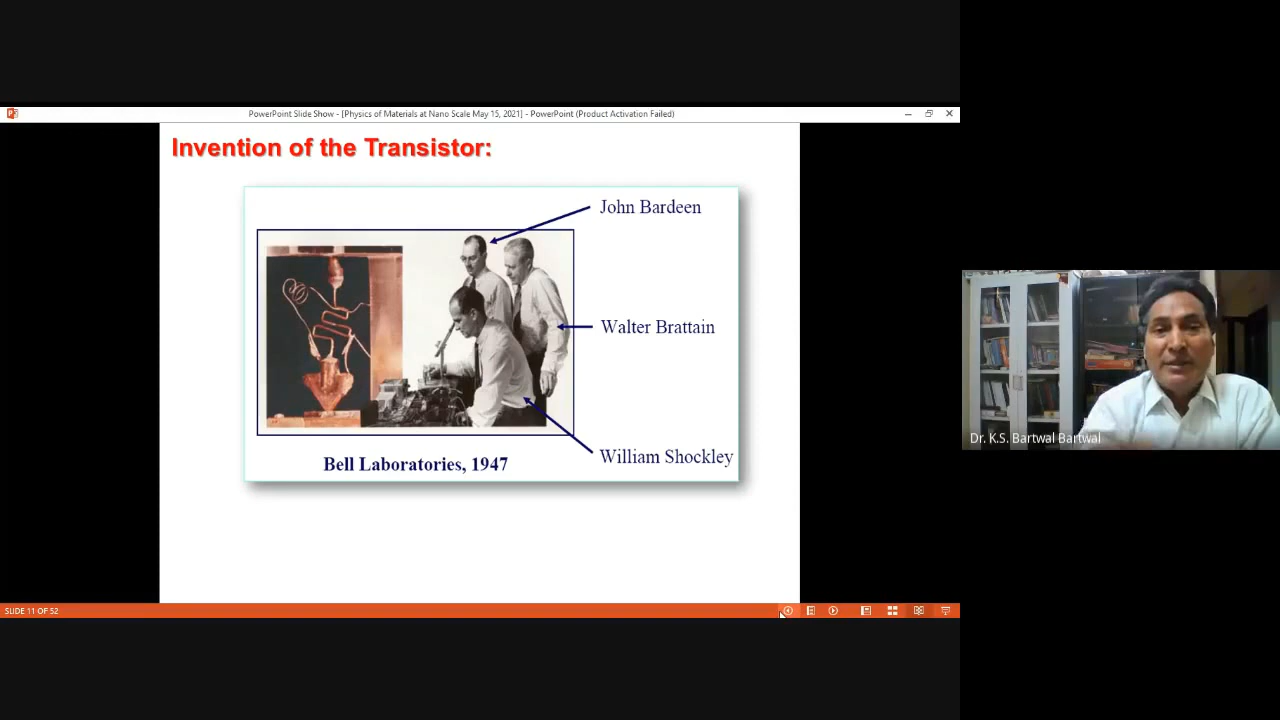 PowerPoint Slide Show - [Physics of Materials at Nano Scale May 15, 2021] - PowerPoint (Product Activation Failed)
Invention of the Transistor:
John Bardeen
Walter Brattain
William Shockley
Bell Laboratories, 1947
Dr. K.S. Bartwal Bartwal
SLIDE 11 OF 52